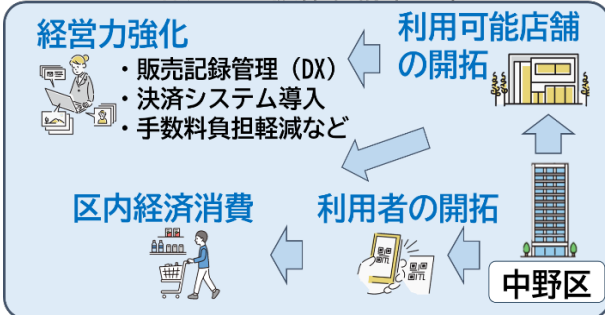 経営力強化
・販売記録管理（DX）
・決済システム導入
・手数料負担軽減など
利用可能店舗
の開拓
区内経済消費
利用者の開拓
中野区